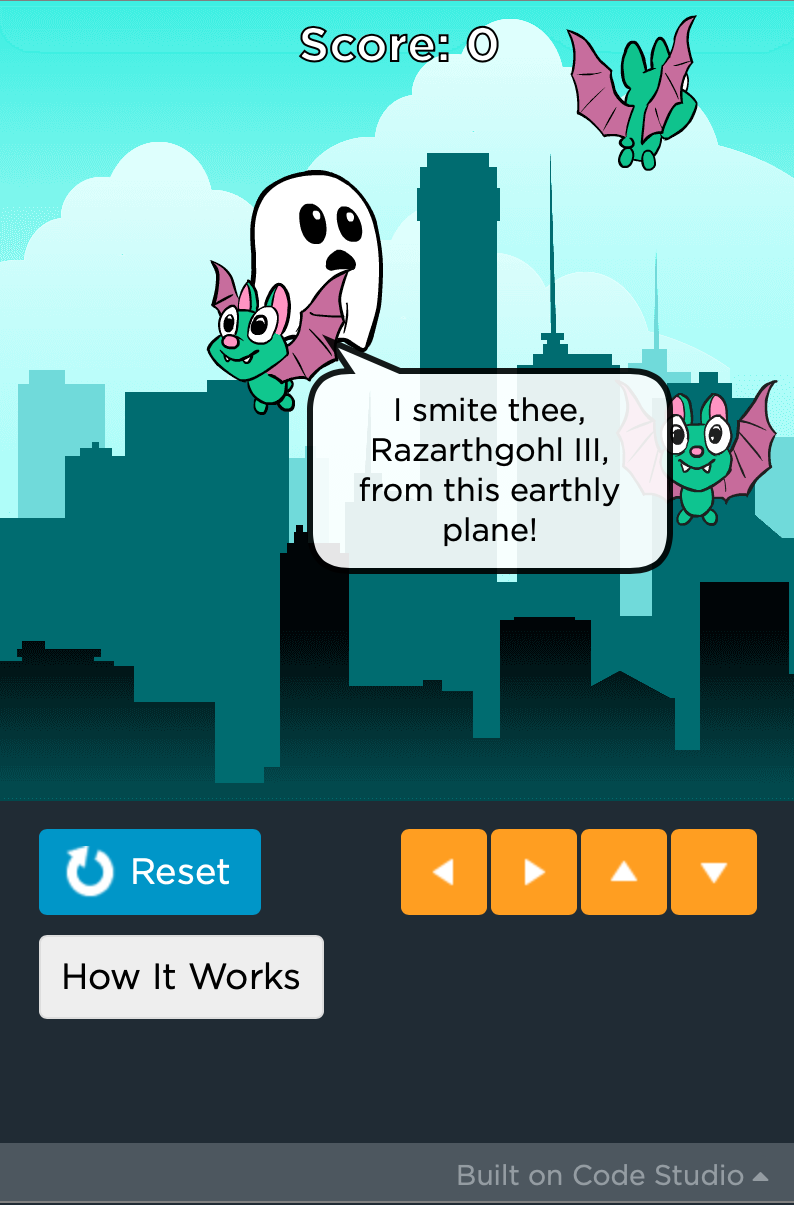 Score: 0
I smite thee,
Razarthgohl III,
from this earthly
plane!
Reset
How It Works
Built on Code Studio